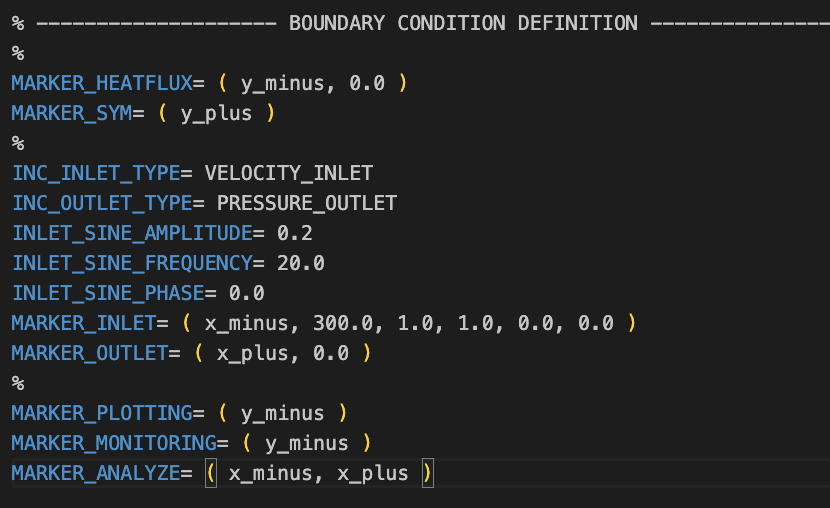 % -------------------- BOUNDARY CONDITION DEFINITION ---------------
%
MARKER_HEATFLUX= ( y_minus, 0.0 )
MARKER_SYM= ( y_plus )
%
INC_INLET_TYPE= VELOCITY_INLET
INC_OUTLET_TYPE= PRESSURE_OUTLET
INLET_SINE_AMPLITUDE= 0.2
INLET_SINE_FREQUENCY= 20.0
INLET_SINE_PHASE= 0.0
MARKER_INLET= ( x_minus, 300.0, 1.0, 1.0, 0.0, 0.0 )
MARKER_OUTLET= ( x_plus, 0.0 )
%
MARKER_PLOTTING= ( y_minus )
MARKER_MONITORING= ( y_minus )
MARKER_ANALYZE= ( x_minus, x_plus )